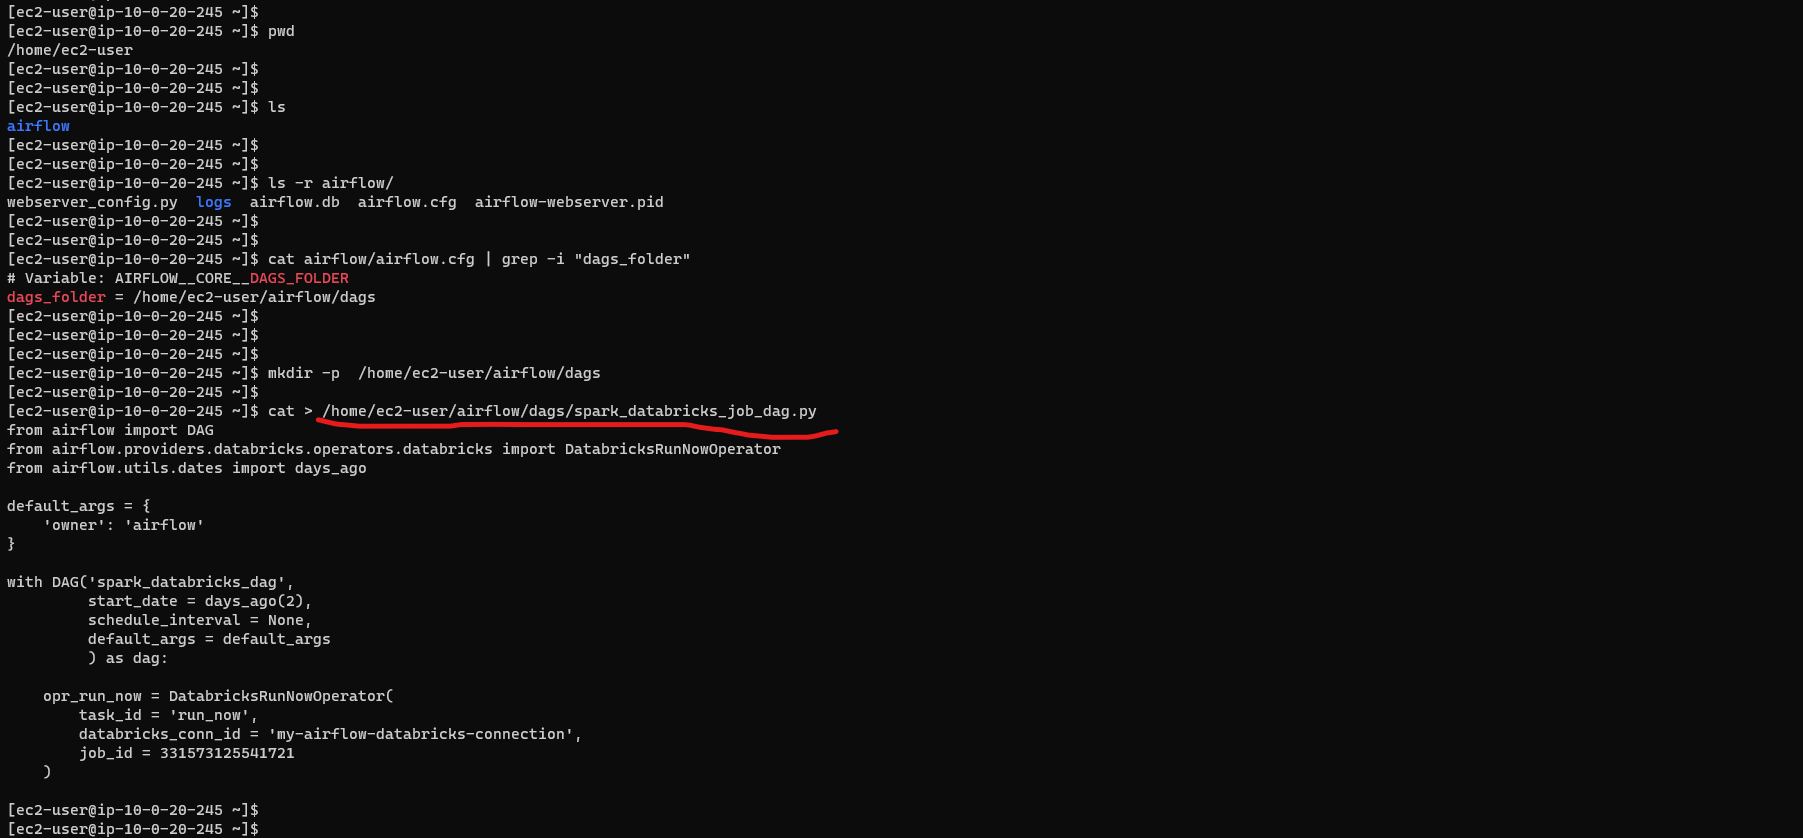 [ec2-user@ip-10-0-20-245 ~]$
[ec2-user@ip-10-0-20-245 ~]$ pwd
/home/ec2-user
[ec2-user@ip-10-0-20-245 ~]$
[ec2-user@ip-10-0-20-245 ~]$
[ec2-user@ip-10-0-20-245 ~]$ ls
airflow
[ec2-user@ip-10-0-20-245 ~]$
[ec2-user@ip-10-0-20-245 ~]$
[ec2-user@ip-10-0-20-245 ~]$ ls -r airflow/
webserver_config.py  logs  airflow.db  airflow.cfg  airflow-webserver.pid
[ec2-user@ip-10-0-20-245 ~]$
[ec2-user@ip-10-0-20-245 ~]$
[ec2-user@ip-10-0-20-245 ~]$ cat airflow/airflow.cfg | grep -i "dags_folder"
# Variable: AIRFLOW__CORE__DAGS_FOLDER
dags_folder = /home/ec2-user/airflow/dags
[ec2-user@ip-10-0-20-245 ~]$
[ec2-user@ip-10-0-20-245 ~]$
[ec2-user@ip-10-0-20-245 ~]$
[ec2-user@ip-10-0-20-245 ~]$ mkdir -p  /home/ec2-user/airflow/dags
[ec2-user@ip-10-0-20-245 ~]$
[ec2-user@ip-10-0-20-245 ~]$ cat > /home/ec2-user/airflow/dags/spark_databricks_job_dag.py
from airflow import DAG
from airflow.providers.databricks.operators.databricks import DatabricksRunNowOperator
from airflow.utils.dates import days_ago

default_args = {
    'owner': 'airflow'
}

with DAG('spark_databricks_dag',
         start_date = days_ago(2),
         schedule_interval = None,
         default_args = default_args
         ) as dag:

    opr_run_now = DatabricksRunNowOperator(
        task_id = 'run_now',
        databricks_conn_id = 'my-airflow-databricks-connection',
        job_id = 331573125541721
    )

[ec2-user@ip-10-0-20-245 ~]$
[ec2-user@ip-10-0-20-245 ~]$